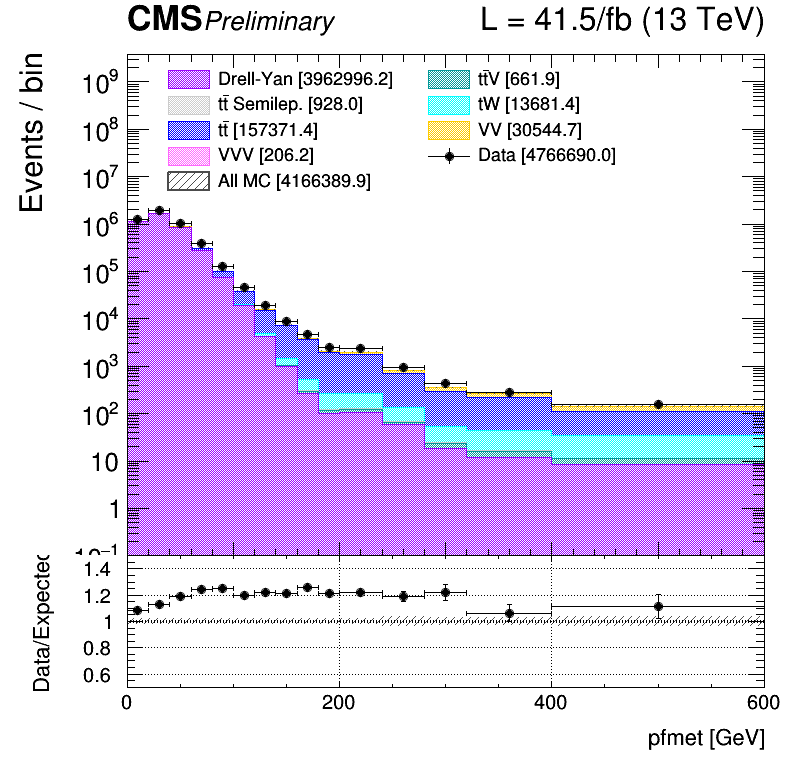 CMS Preliminary L = 41.5/fb (13 TeV)
Events / bin
Drell-Yan [3962996.2]
tt̄ Semilep. [928.0]
tt̄ [157371.4]
VVV [206.2]
All MC [4166389.9]
tt̄V [661.9]
tW [13681.4]
VV [30544.7]
Data [4766690.0]
10⁹
10⁸
10⁷
10⁶
10⁵
10⁴
10³
10²
10
1
10⁻¹
Data/Expected
1.4
1.2
1
0.8
0.6
0 200 400 600
pfmet [GeV]